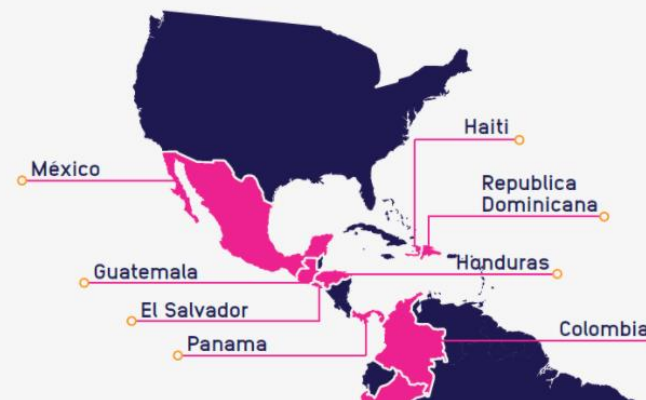 Haiti
México
Republica
Dominicana
Guatemala
Honduras
El Salvador
Colombia
Panama